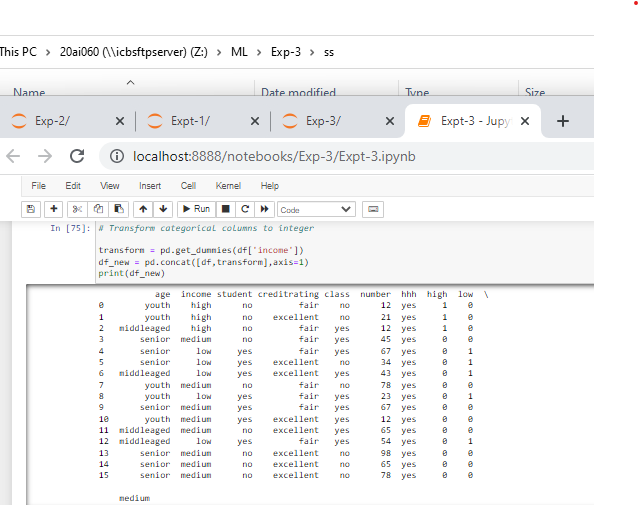 This PC > 20ai060 (\\icbsftpserver) (Z:) > ML > Exp-3 > ss
Name Date modified Type Size
Exp-2/ Expt-1/ Exp-3/ Expt-3 - Jupy
localhost:8888/notebooks/Exp-3/Expt-3.ipynb
File Edit View Insert Cell Kernel Help
Run Code
In [75]: # Transform categorical columns to integer
transform = pd.get_dummies(df['income'])
df_new = pd.concat([df,transform],axis=1)
print(df_new)
age income student creditrating class number hhh high low \
0 youth high no fair no 12 yes 1 0
1 youth high no excellent no 21 yes 1 0
2 middleaged high no fair yes 12 yes 1 0
3 senior medium no fair yes 45 yes 0 0
4 senior low yes fair yes 67 yes 0 1
5 senior low yes excellent no 34 yes 0 1
6 middleaged low yes excellent yes 43 yes 0 1
7 youth medium no fair no 78 yes 0 0
8 youth low yes fair yes 23 yes 0 1
9 senior medium yes fair yes 67 yes 0 0
10 youth medium yes excellent yes 12 yes 0 0
11 middleaged medium no excellent yes 65 yes 0 0
12 middleaged low yes fair yes 54 yes 0 1
13 senior medium no excellent no 98 yes 0 0
14 senior medium no excellent no 65 yes 0 0
15 senior medium no excellent no 78 yes 0 0
medium